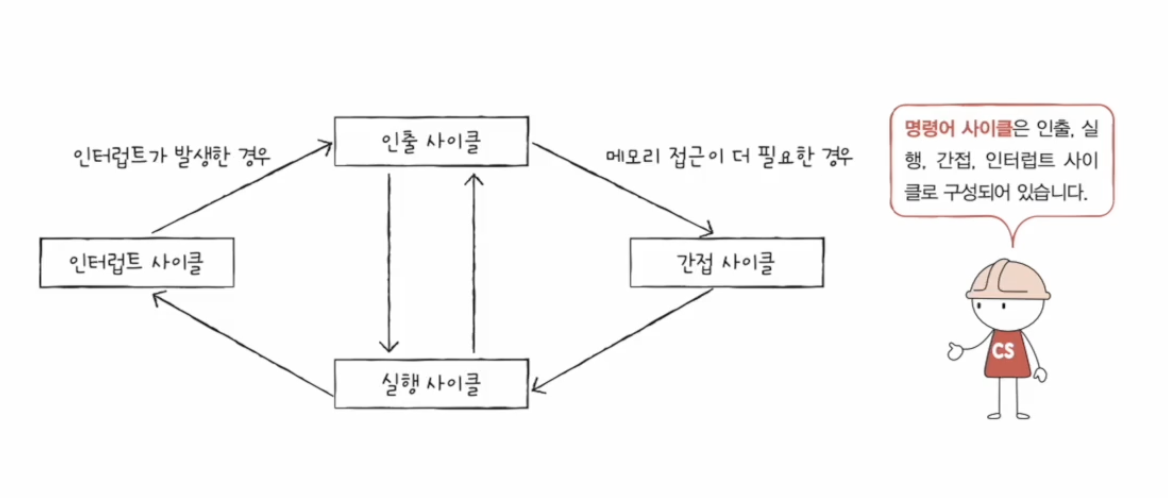 인출 사이클
인터럽트가 발생한 경우
메모리 접근이 더 필요한 경우
인터럽트 사이클
간접 사이클
실행 사이클
명령어 사이클은 인출, 실
행, 간접, 인터럽트 사이
클로 구성되어 있습니다.
CS